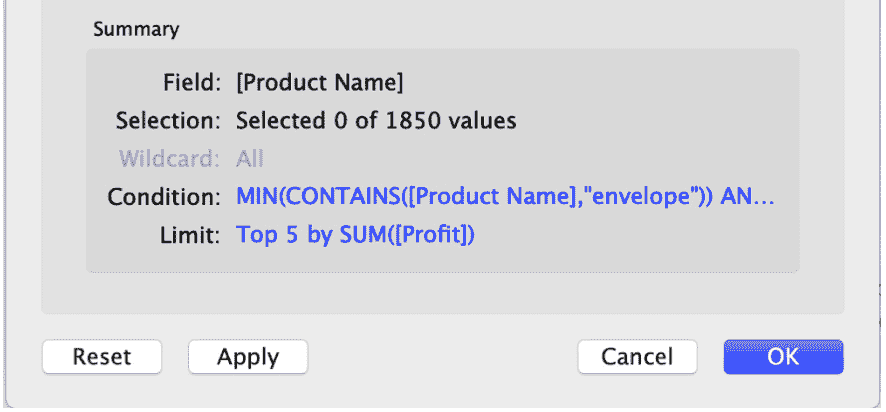 Summary
Field: [Product Name]
Selection: Selected 0 of 1850 values
Wildcard: All
Condition: MIN(CONTAINS([Product Name],"envelope")) AN...
Limit: Top 5 by SUM([Profit])
Reset Apply Cancel OK